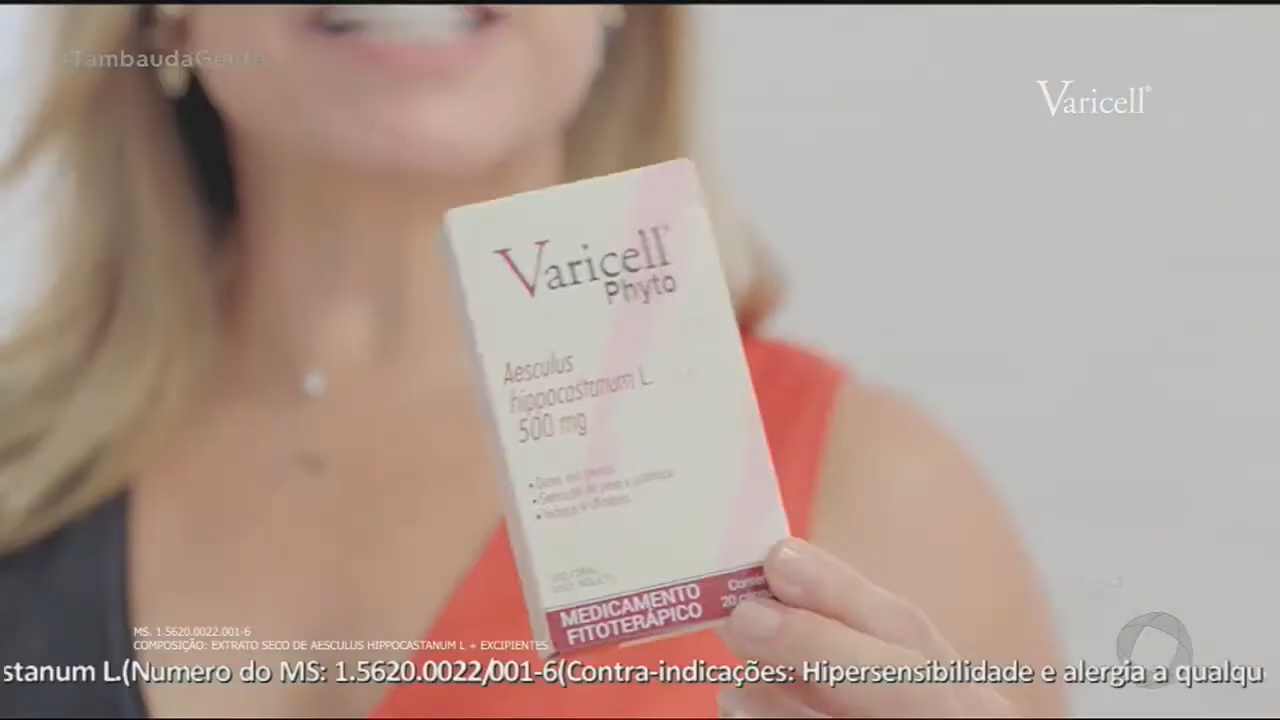 #TambaudaGente
Varicell®
Varicell®
Phyto
Aesculus
hippocastanum L.
500 mg
MEDICAMENTO
FITOTERÁPICO
MS. 1.5620.0022.001-6
COMPOSIÇÃO: EXTRATO SECO DE AESCULUS HIPPOCASTANUM L + EXCIPIENTES
stanum L.(Numero do MS: 1.5620.0022/001-6(Contra-indicações: Hipersensibilidade e alergia a qualqu